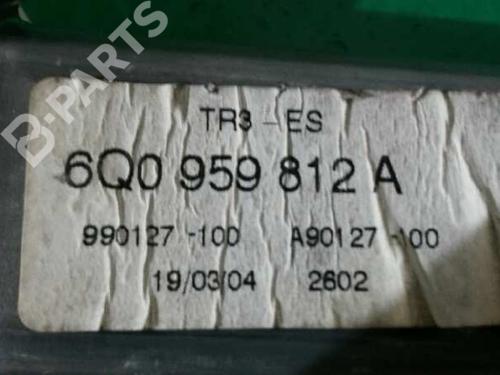 B-PARTS
TR3 - ES
6Q0 959 812 A
990127 -100 A90127 -100
19/03/04 2602